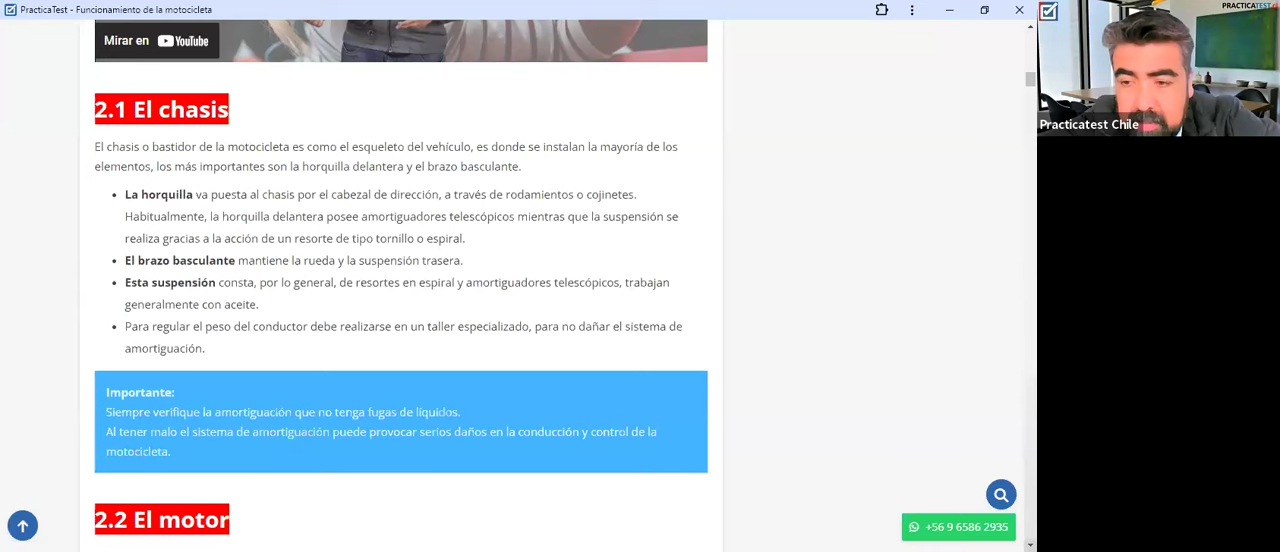 PracticaTest - Funcionamiento de la motocicleta
PRACTICATEST.cl
Mirar en YouTube
2.1 El chasis
Practicatest Chile
El chasis o bastidor de la motocicleta es como el esqueleto del vehículo, es donde se instalan la mayoría de los
elementos, los más importantes son la horquilla delantera y el brazo basculante.
• La horquilla va puesta al chasis por el cabezal de dirección, a través de rodamientos o cojinetes.
Habitualmente, la horquilla delantera posee amortiguadores telescópicos mientras que la suspensión se
realiza gracias a la acción de un resorte de tipo tornillo o espiral.
• El brazo basculante mantiene la rueda y la suspensión trasera.
• Esta suspensión consta, por lo general, de resortes en espiral y amortiguadores telescópicos, trabajan
generalmente con aceite.
• Para regular el peso del conductor debe realizarse en un taller especializado, para no dañar el sistema de
amortiguación.
Importante:
Siempre verifique la amortiguación que no tenga fugas de líquidos.
Al tener malo el sistema de amortiguación puede provocar serios daños en la conducción y control de la
motocicleta.
2.2 El motor
+56 9 6586 2935